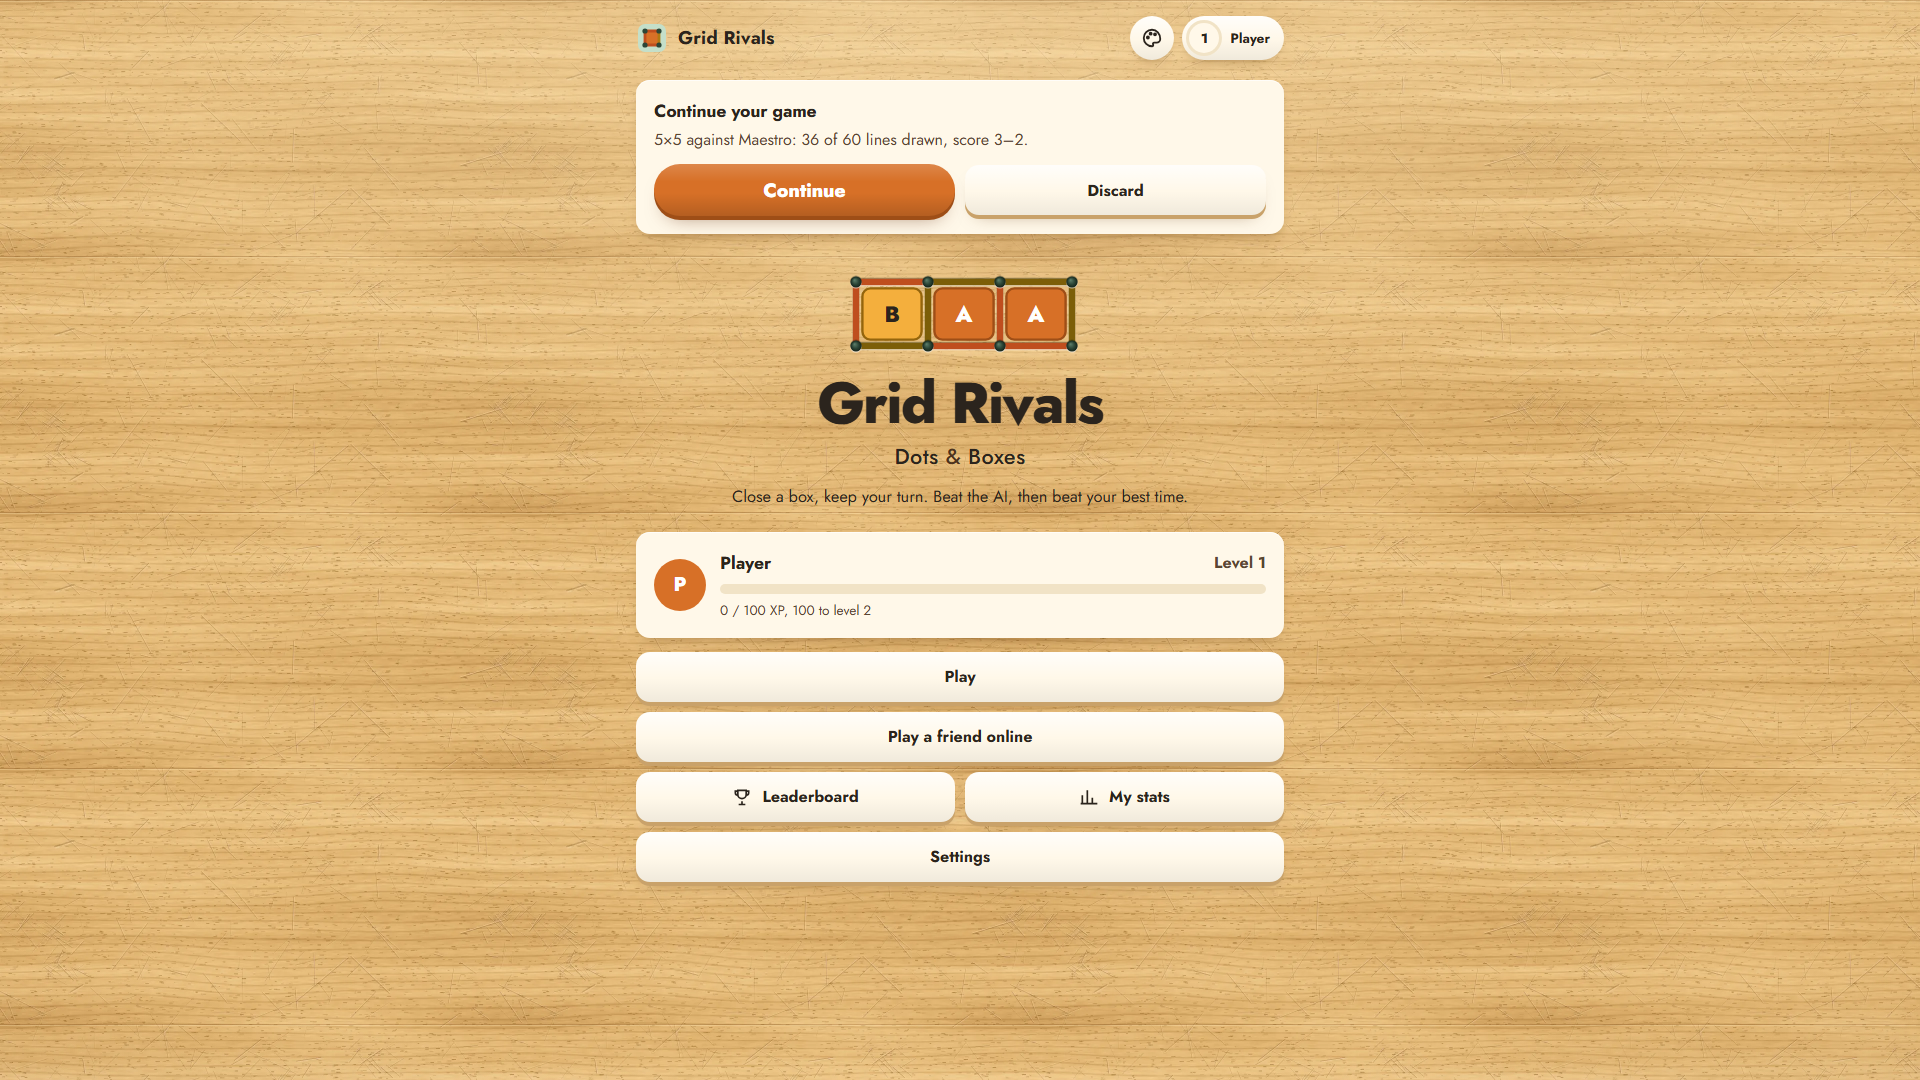 Grid Rivals
1 Player
Continue your game
5×5 against Maestro: 36 of 60 lines drawn, score 3–2.
Continue
Discard
B A A
Grid Rivals
Dots & Boxes
Close a box, keep your turn. Beat the AI, then beat your best time.
P
Player
Level 1
0 / 100 XP, 100 to level 2
Play
Play a friend online
Leaderboard
My stats
Settings